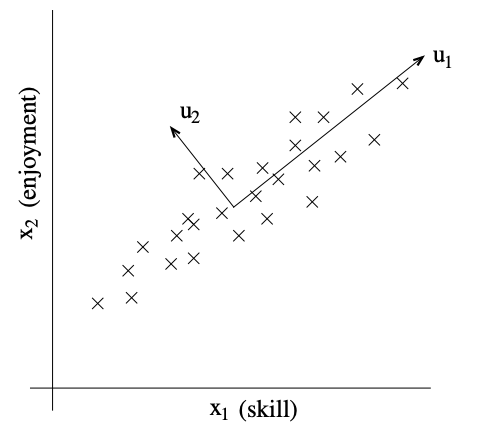 u₁
u₂
x₂ (enjoyment)
x₁ (skill)